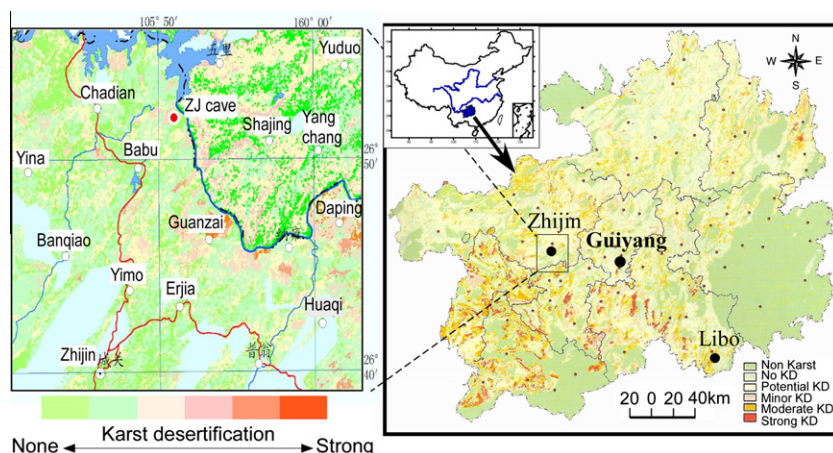 105° 50'
160° 00'
五里
Yuduo
Chadian
ZJ cave
Shajing
Yang
chang
26°
50'
Babu
Yina
Daping
Guanzai
Banqiao
Yimo
Erjia
Huaqi
Zhijin
26°
40'
Karst desertification
None
Strong
N
W
E
S
Zhijin
Guiyang
Libo
20 0 20 40km
Non Karst
No KD
Potential KD
Minor KD
Moderate KD
Strong KD